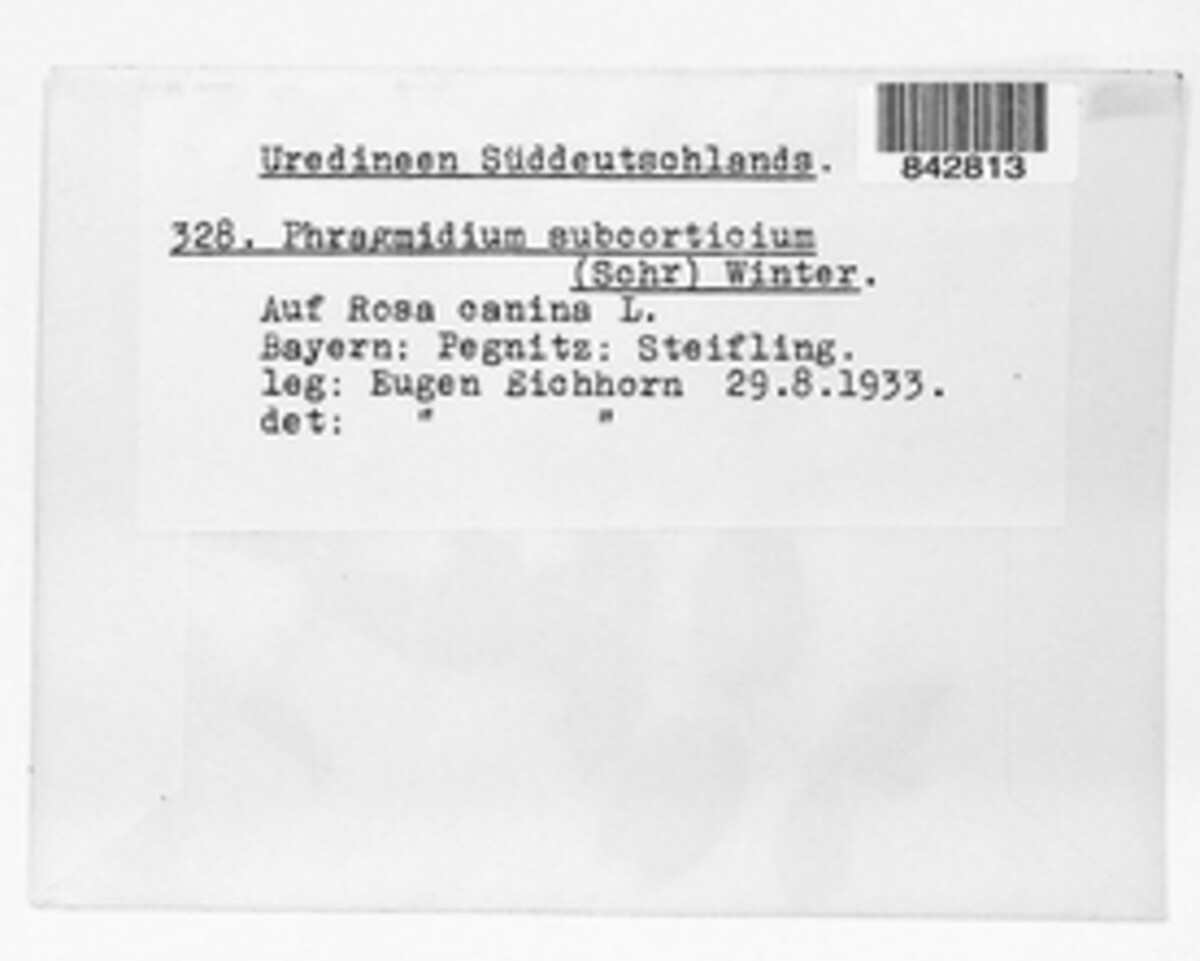 842813
Uredineen Süddeutschlands.
328. Phragmidium subcorticium
(Schr) Winter.
Auf Rosa canina L.
Bayern: Pegnitz: Steifling.
leg: Eugen Eichhorn 29.8.1933.
det: " "